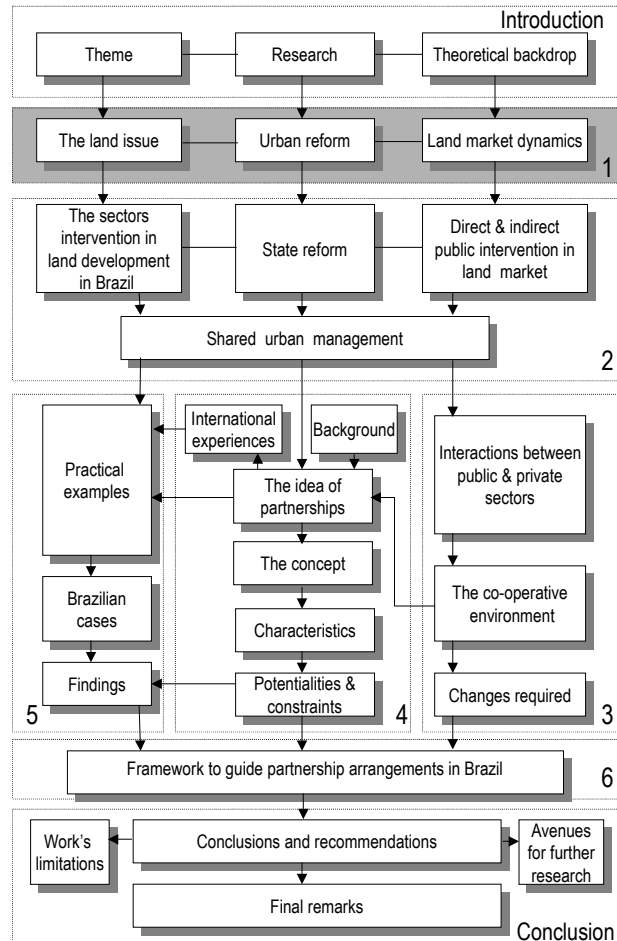 Introduction
Theme
Research
Theoretical backdrop
The land issue
Urban reform
Land market dynamics
1
The sectors
intervention in
land development
in Brazil
State reform
Direct & indirect
public intervention in
land market
Shared urban management
2
International
experiences
Background
Practical
examples
The idea of
partnerships
Interactions between
public & private
sectors
The concept
Brazilian
cases
The co-operative
environment
Characteristics
Findings
Potentialities &
constraints
Changes required
5
4
3
Framework to guide partnership arrangements in Brazil
6
Work's
limitations
Conclusions and recommendations
Avenues
for further
research
Final remarks
Conclusion